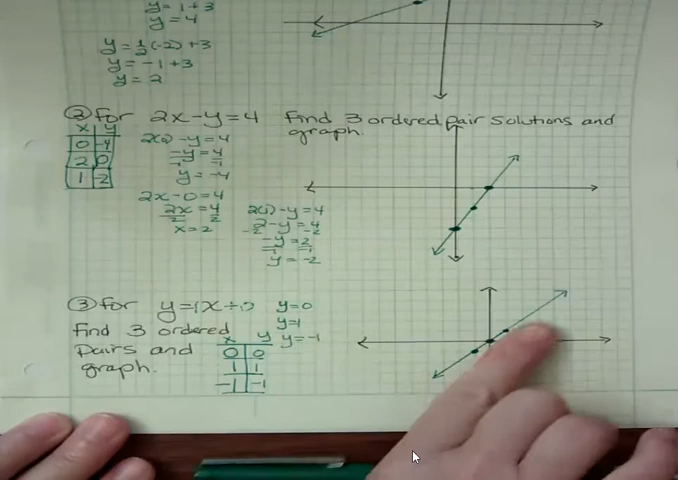 y = 1 + 3
y = 4
y = 1/2 (-2) + 3
y = -1 + 3
y = 2
② For 2x - y = 4 Find 3 ordered pair solutions and
graph.
x y
0 -4
2 0
1 -2
2(0) - y = 4
-y = 4
-1 -1
y = -4
2x - 0 = 4
2x = 4
2 2
x = 2
2(1) - y = 4
2 - y = 4
-2 -2
-y = 2
-1 -1
y = -2
③ For y = 1x + 0
Find 3 ordered
pairs and
graph.
y = 0
y = 1
y = -1
x y
0 0
1 1
-1 -1